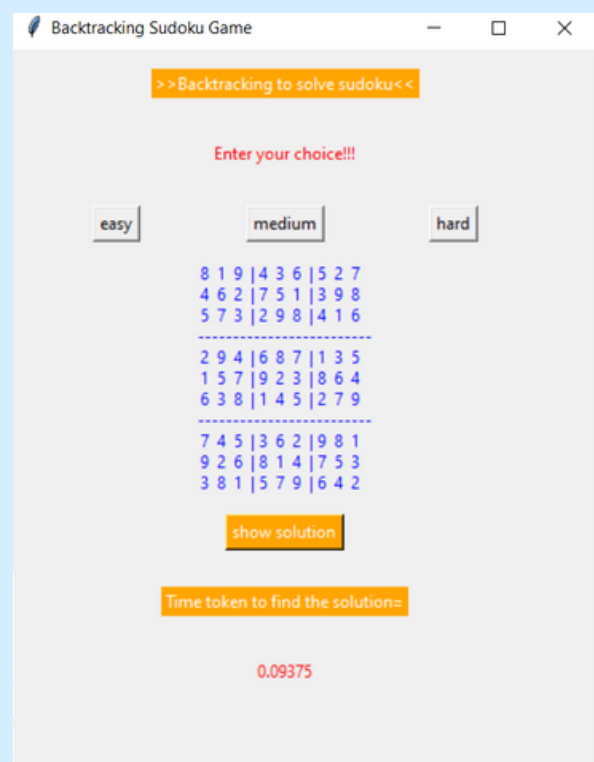 Backtracking Sudoku Game
>>Backtracking to solve sudoku<<
Enter your choice!!!
easy medium hard
8 1 9 |4 3 6 |5 2 7
4 6 2 |7 5 1 |3 9 8
5 7 3 |2 9 8 |4 1 6
-------------------------
2 9 4 |6 8 7 |1 3 5
1 5 7 |9 2 3 |8 6 4
6 3 8 |1 4 5 |2 7 9
-------------------------
7 4 5 |3 6 2 |9 8 1
9 2 6 |8 1 4 |7 5 3
3 8 1 |5 7 9 |6 4 2
show solution
Time token to find the solution=
0.09375